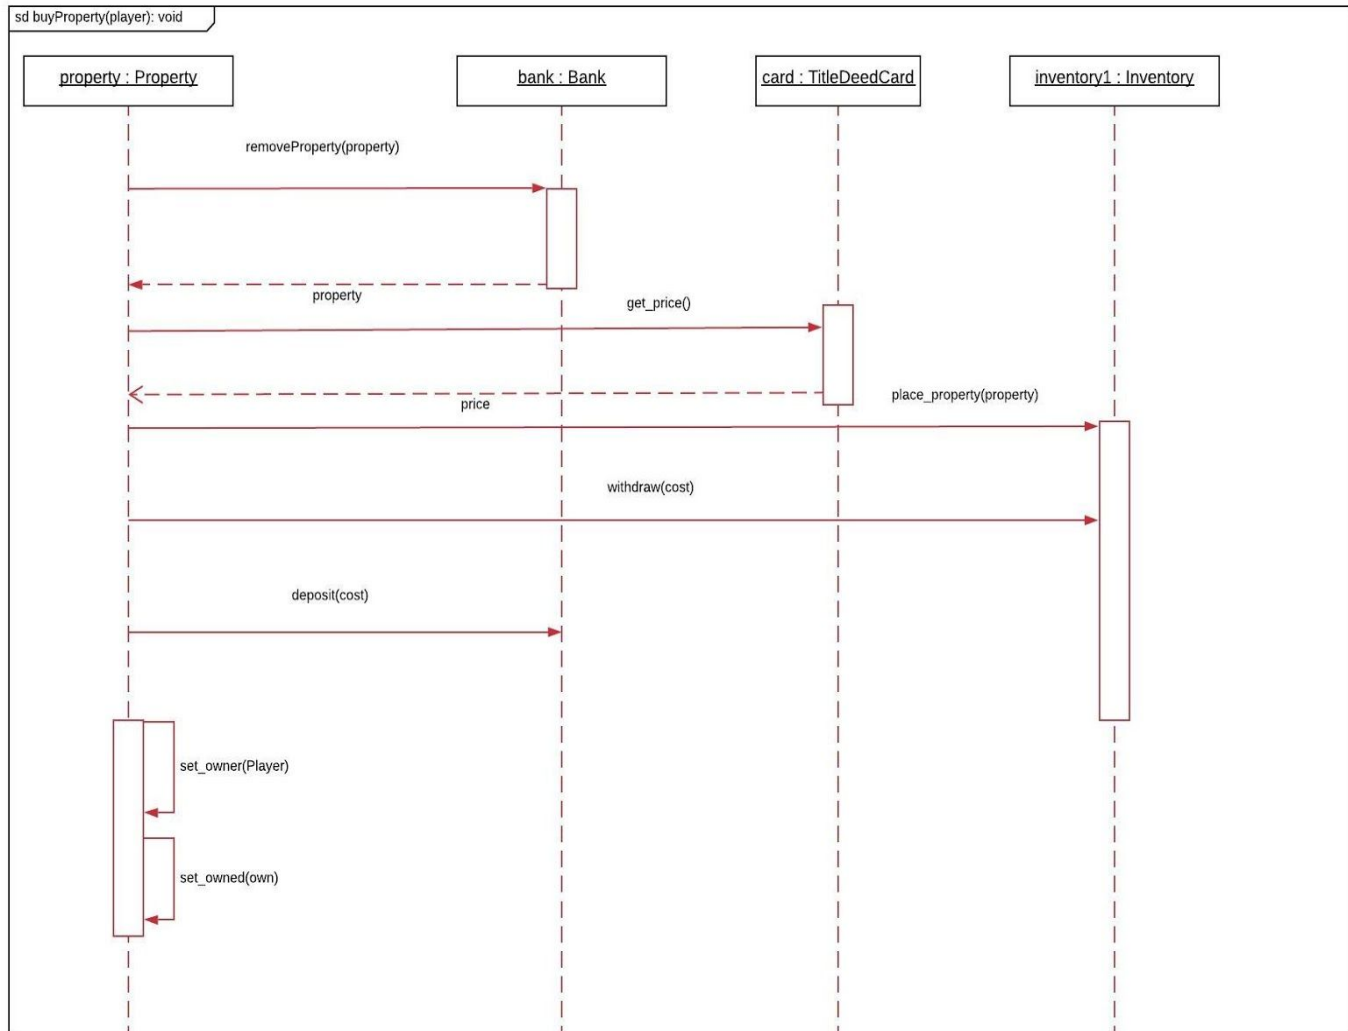 sd buyProperty(player): void
property : Property
bank : Bank
card : TitleDeedCard
inventory1 : Inventory
removeProperty(property)
property
get_price()
price
place_property(property)
withdraw(cost)
deposit(cost)
set_owner(Player)
set_owned(own)